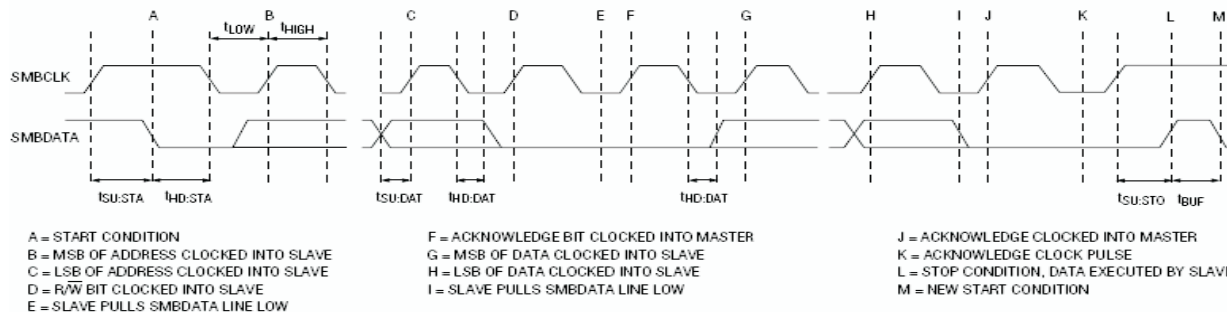 A B C D E F G H I J K L M
tLOW tHIGH
SMBCLK
SMBDATA
tSU:STA tHD:STA tSU:DAT tHD:DAT tHD:DAT tSU:STO tBUF
A = START CONDITION
B = MSB OF ADDRESS CLOCKED INTO SLAVE
C = LSB OF ADDRESS CLOCKED INTO SLAVE
D = R/W BIT CLOCKED INTO SLAVE
E = SLAVE PULLS SMBDATA LINE LOW
F = ACKNOWLEDGE BIT CLOCKED INTO MASTER
G = MSB OF DATA CLOCKED INTO SLAVE
H = LSB OF DATA CLOCKED INTO SLAVE
I = SLAVE PULLS SMBDATA LINE LOW
J = ACKNOWLEDGE CLOCKED INTO MASTER
K = ACKNOWLEDGE CLOCK PULSE
L = STOP CONDITION, DATA EXECUTED BY SLAVE
M = NEW START CONDITION